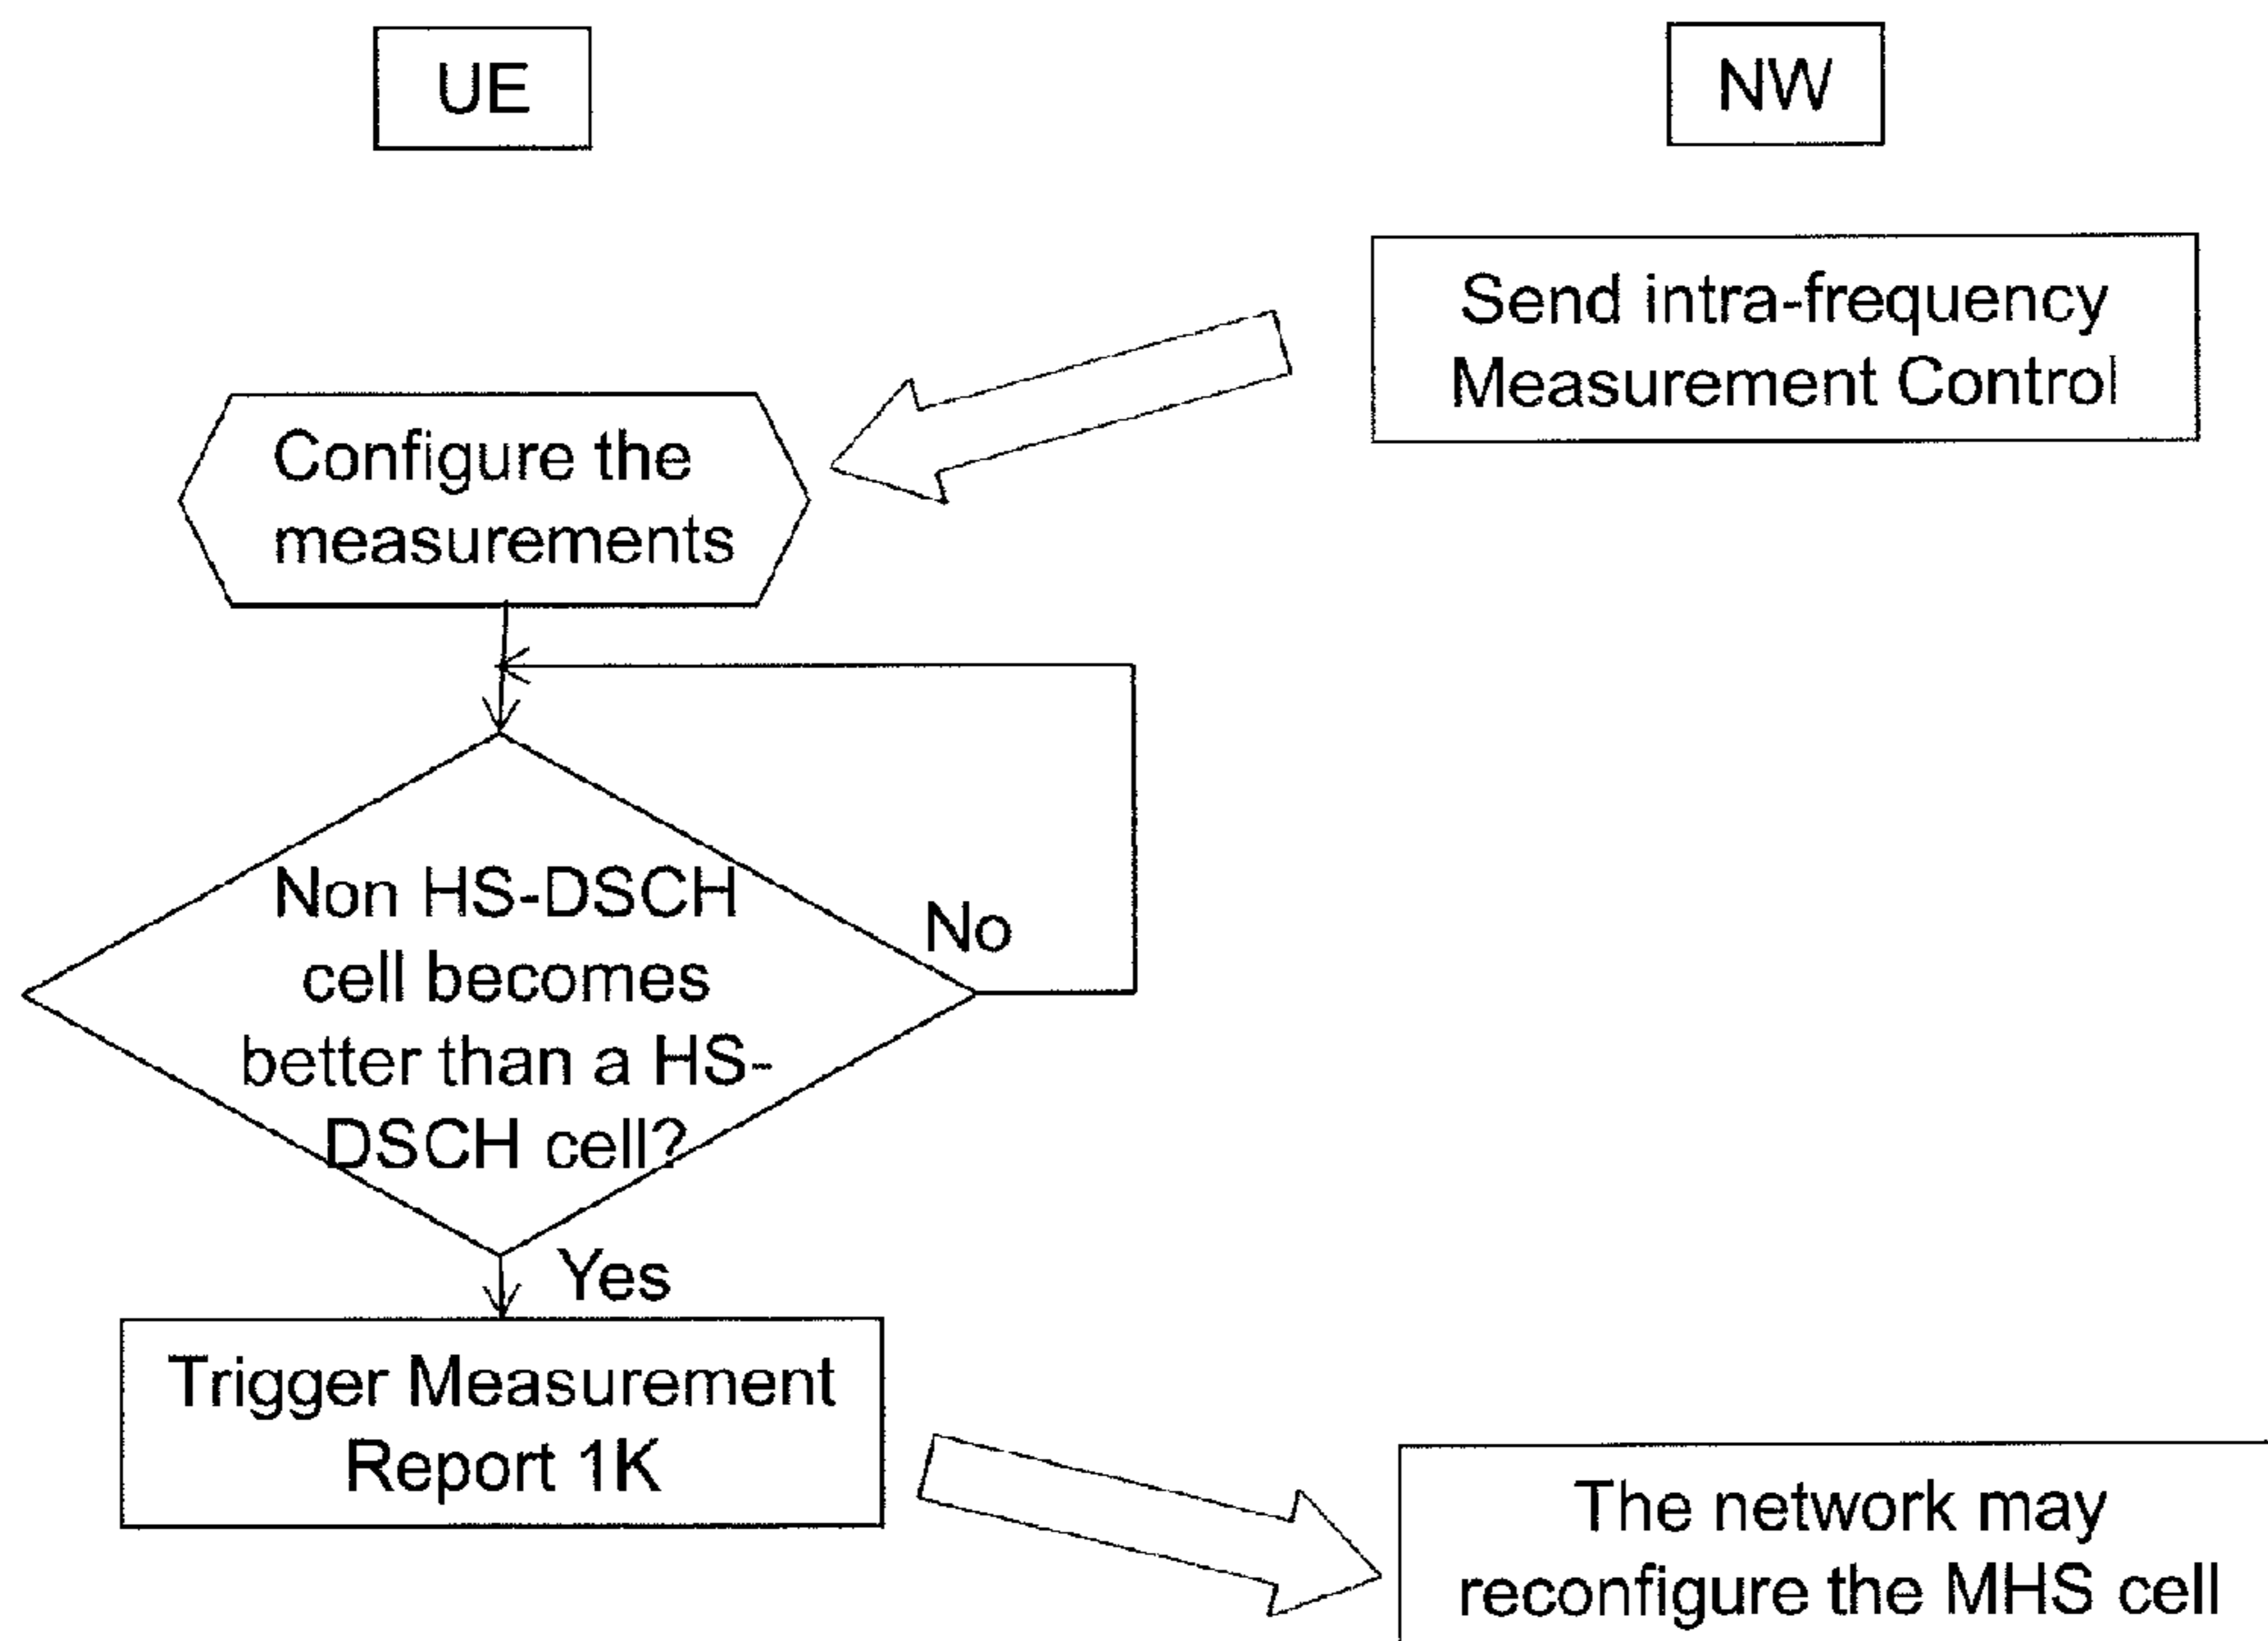 UE
NW
Send intra-frequency
Measurement Control
Configure the
measurements
Non HS-DSCH
cell becomes
better than a HS-
DSCH cell?
No
Yes
Trigger Measurement
Report 1K
The network may
reconfigure the MHS cell